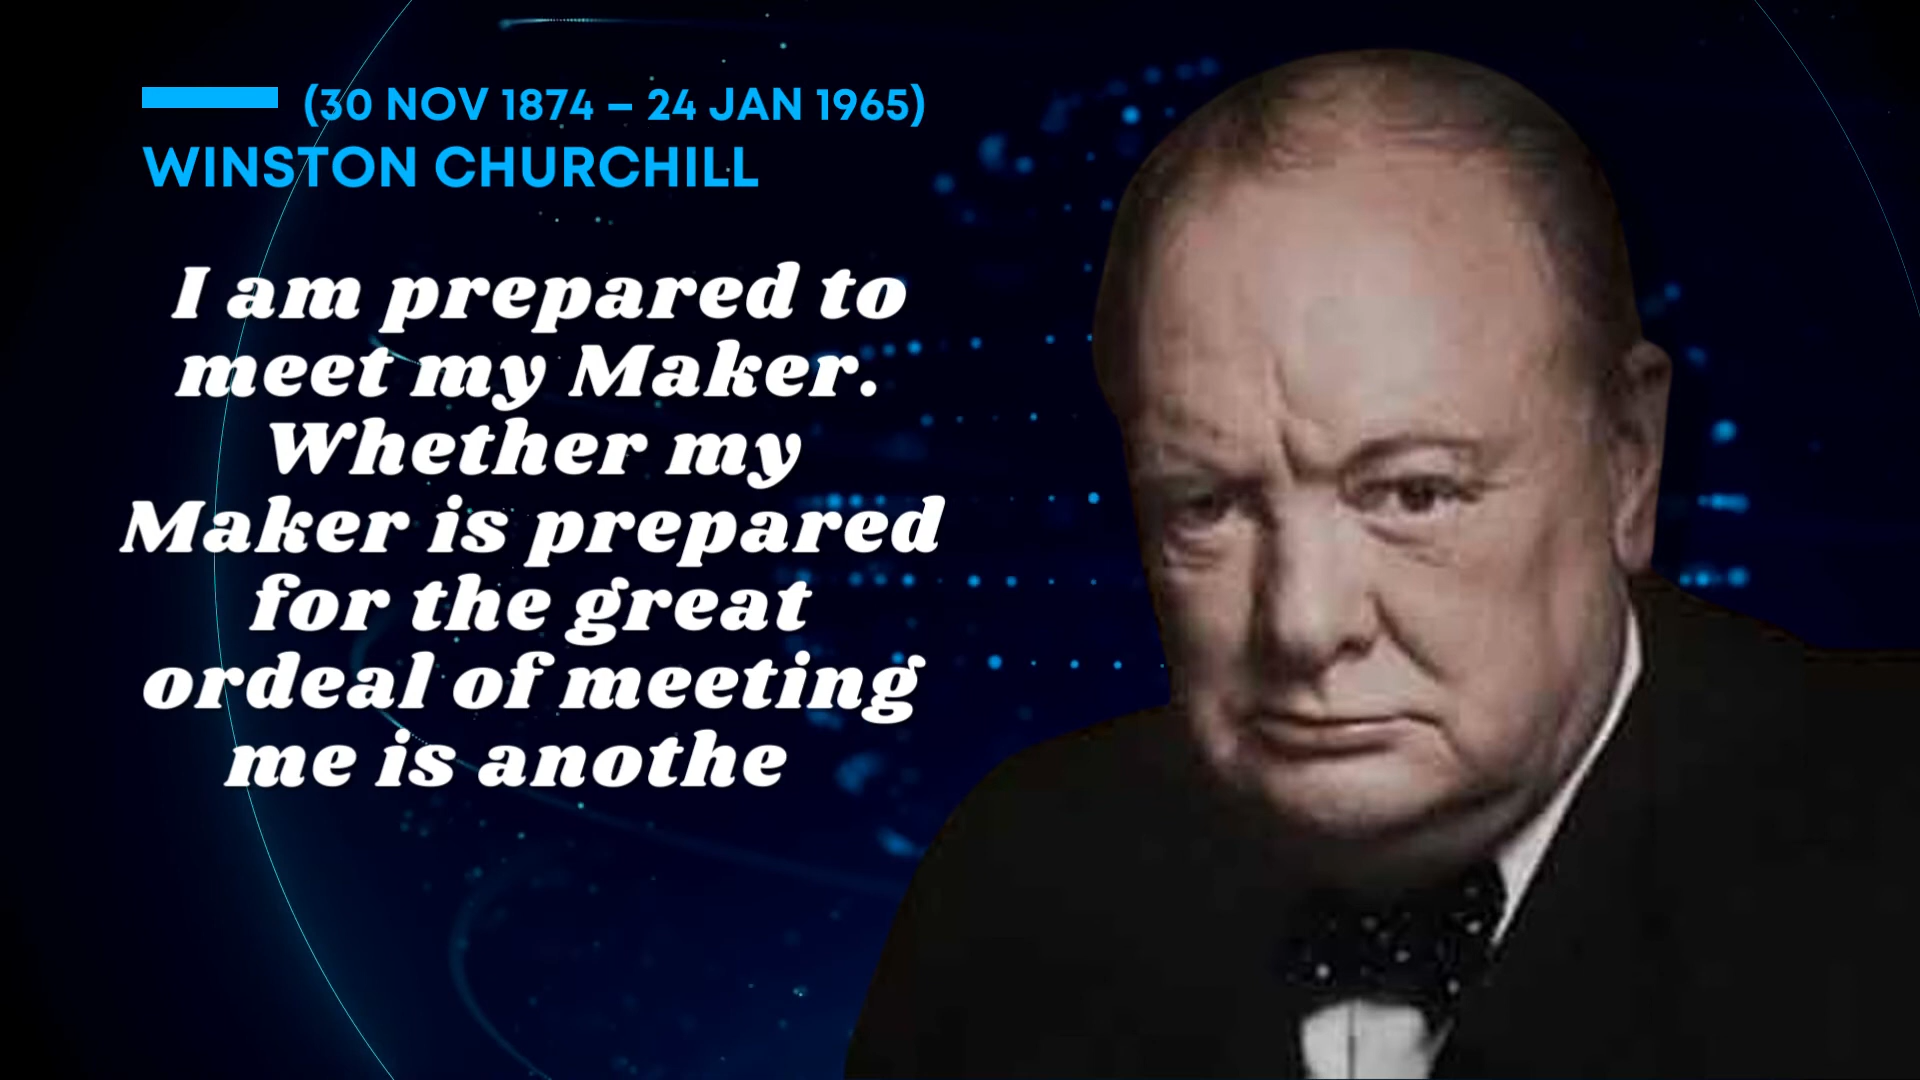 (30 NOV 1874 – 24 JAN 1965)
WINSTON CHURCHILL
I am prepared to
meet my Maker.
Whether my
Maker is prepared
for the great
ordeal of meeting
me is anothe